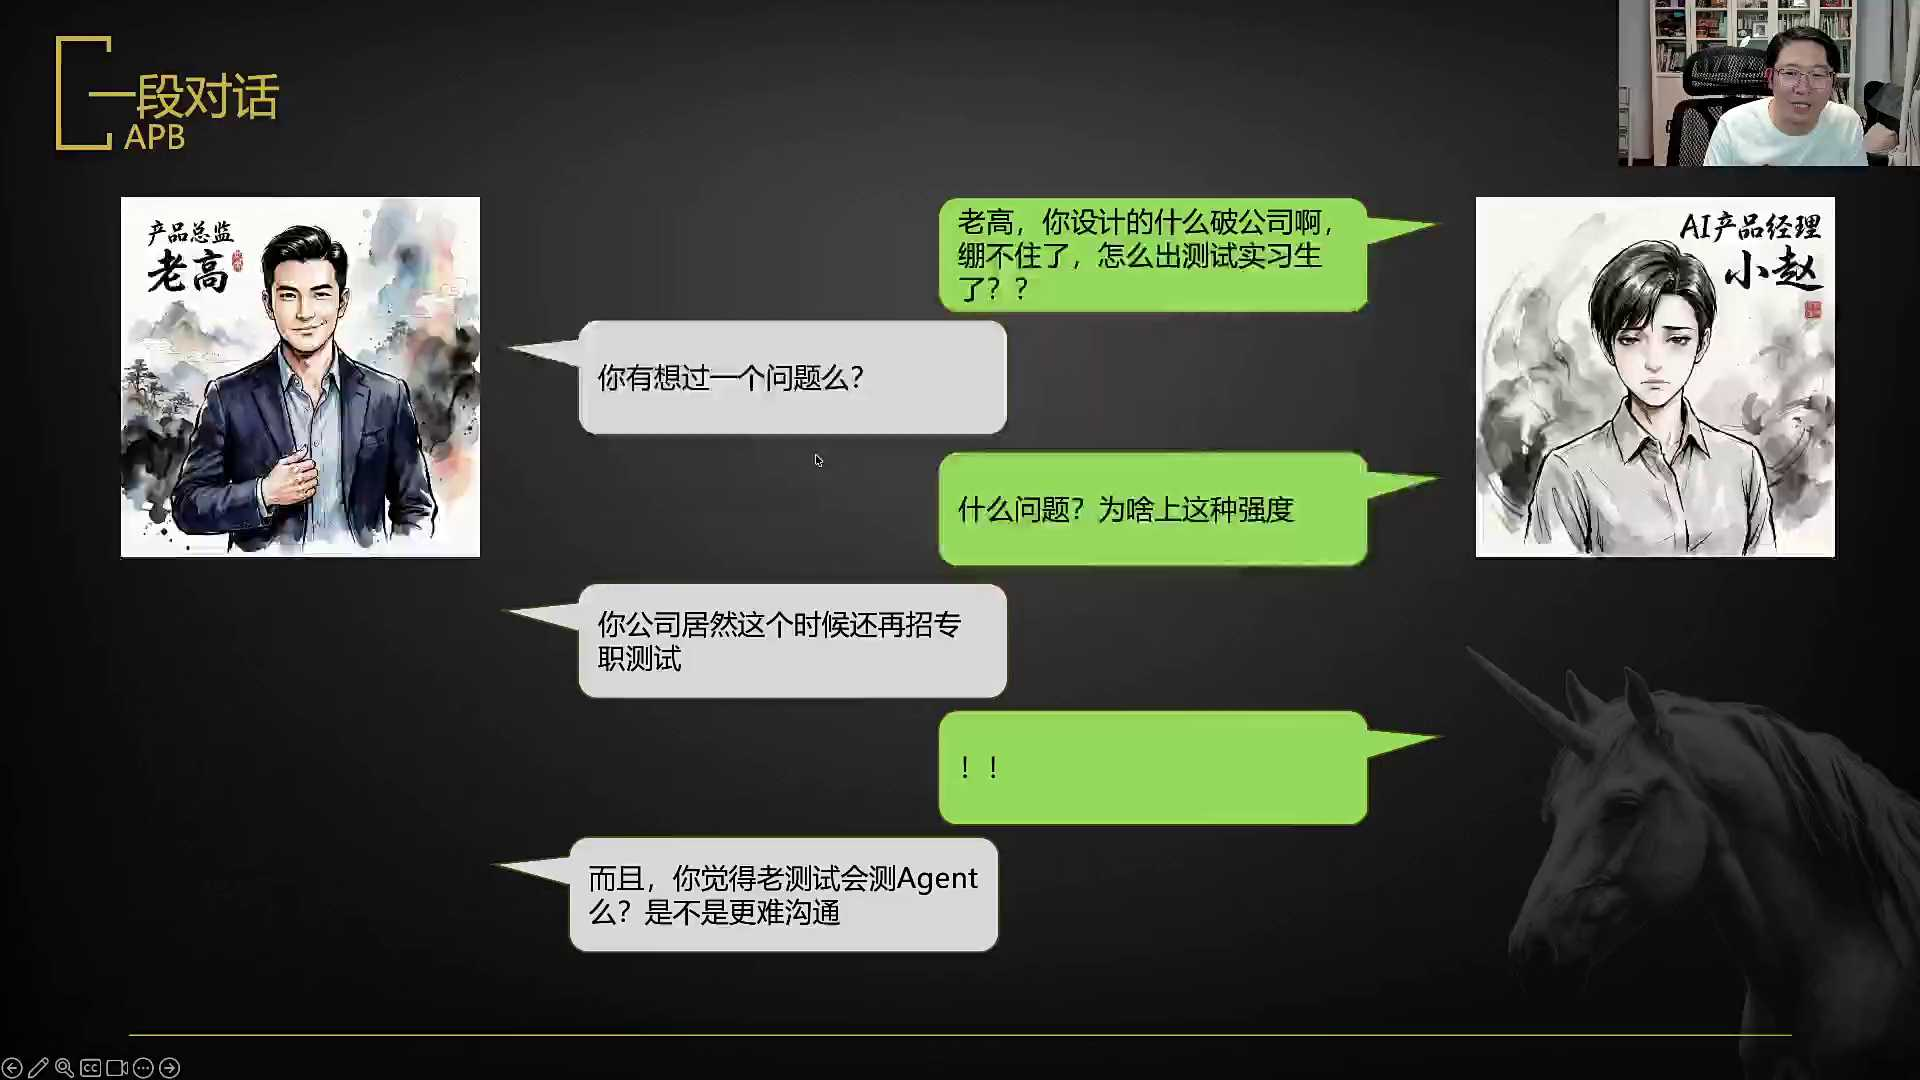 一段对话
APB
产品总监
老高
AI产品经理
小赵
老高，你设计的什么破公司啊，
绷不住了，怎么出测试实习生
了？？
你有想过一个问题么？
什么问题？为啥上这种强度
你公司居然这个时候还再招专
职测试
！！
而且，你觉得老测试会测Agent
么？是不是更难沟通
CC